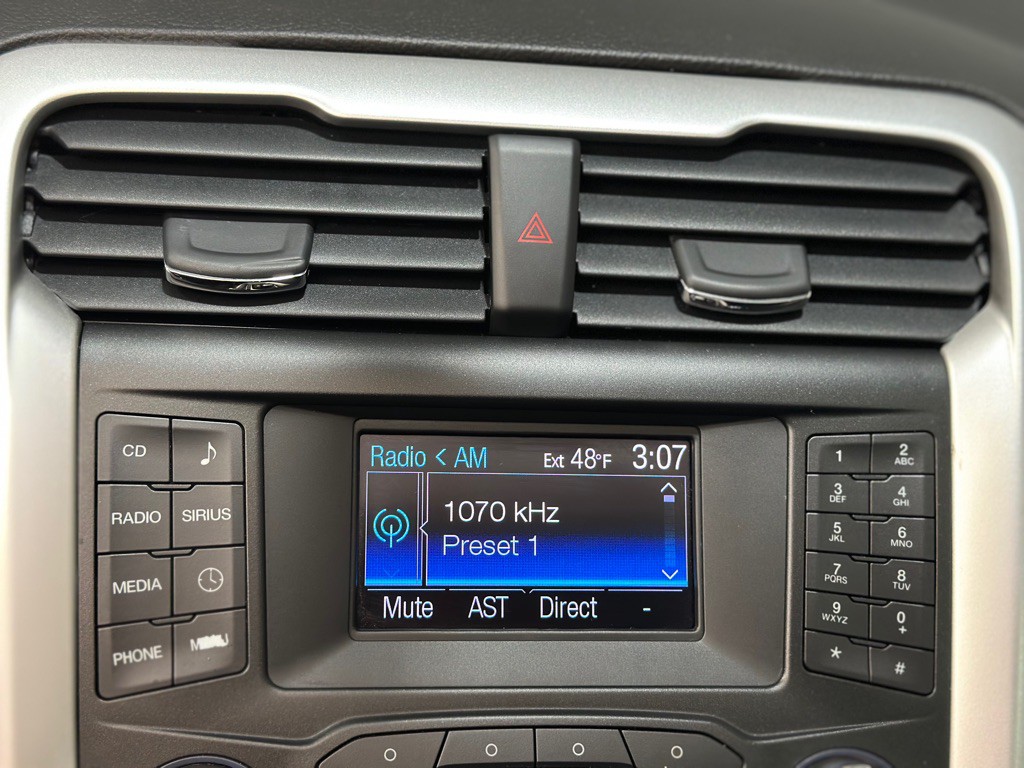 CD
RADIO
SIRIUS
MEDIA
PHONE
Radio < AM Ext 48°F 3:07
1070 kHz
Preset 1
Mute AST Direct -
1
2
ABC
3
DEF
4
GHI
5
JKL
6
MNO
7
PQRS
8
TUV
9
WXYZ
0
+
*
#